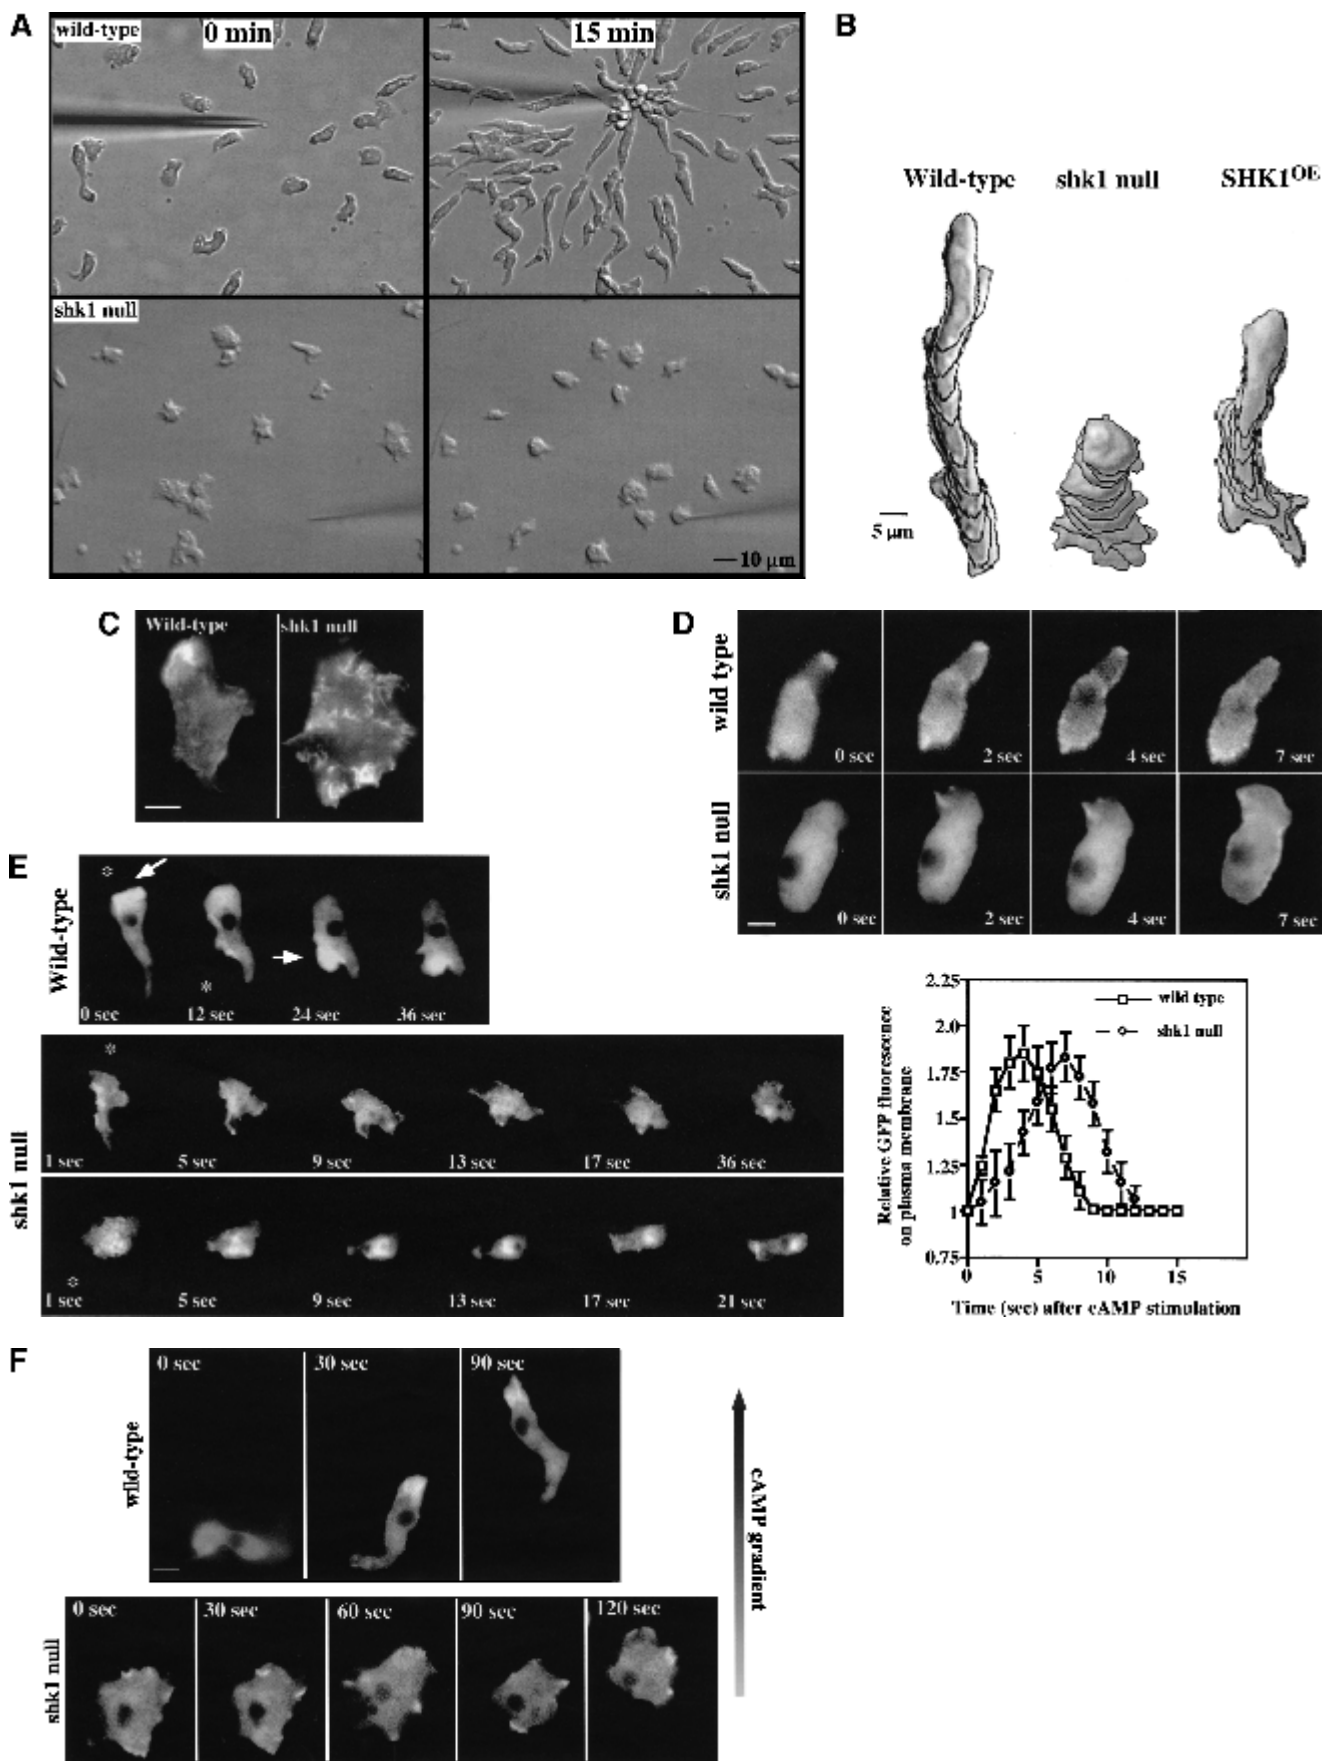 A
wild-type
0 min
15 min
shk1 null
10 µm
B
Wild-type
shk1 null
SHK1OE
5 µm
C
Wild-type
shk1 null
D
wild type
0 sec
2 sec
4 sec
7 sec
shk1 null
0 sec
2 sec
4 sec
7 sec
2.25
2.0
1.75
1.5
1.25
1
0.75
Relative GFP fluorescence
on plasma membrane
wild type
shk1 null
0
5
10
15
Time (sec) after cAMP stimulation
E
Wild-type
*
*
0 sec
12 sec
24 sec
36 sec
shk1 null
*
1 sec
5 sec
9 sec
13 sec
17 sec
36 sec
*
1 sec
5 sec
9 sec
13 sec
17 sec
21 sec
F
wild-type
0 sec
30 sec
90 sec
shk1 null
0 sec
30 sec
60 sec
90 sec
120 sec
cAMP gradient